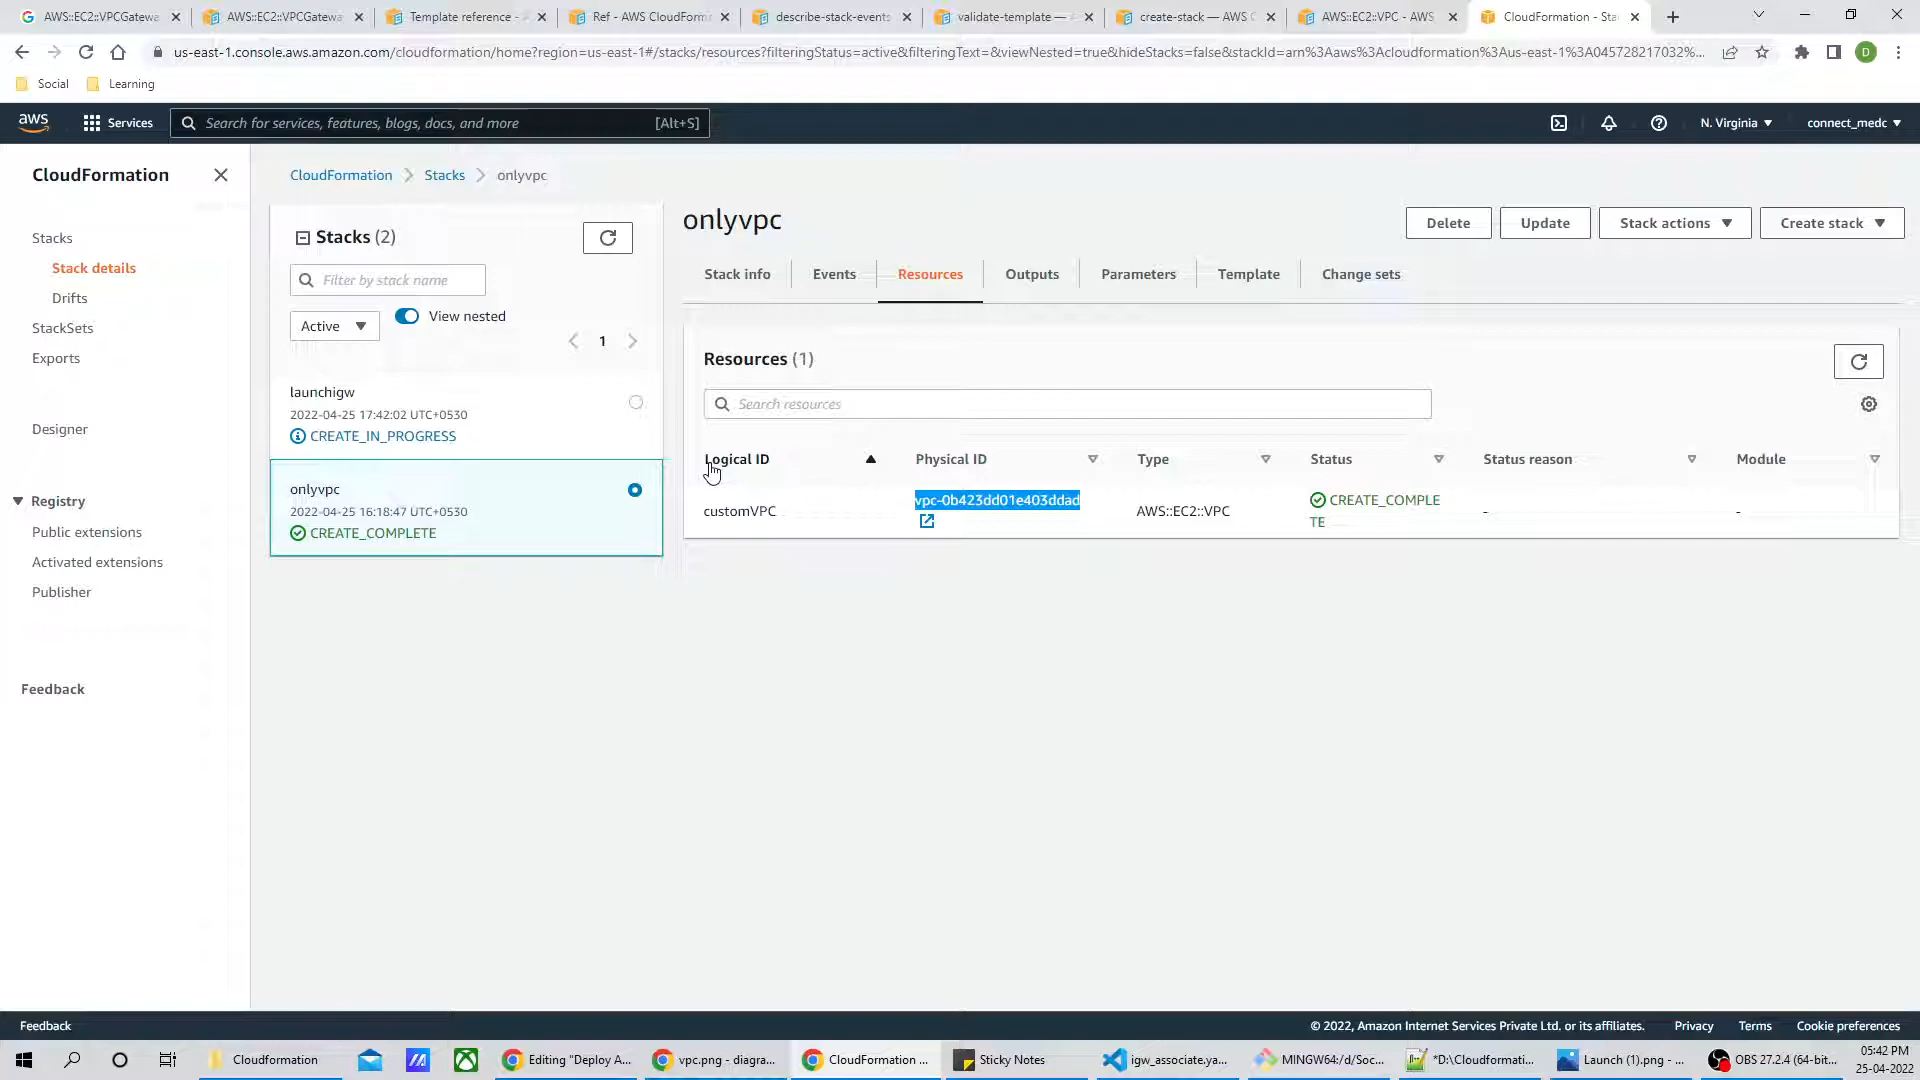 AWS::EC2::VPCGatewa
AWS::EC2::VPCGatewa
Template reference -
Ref - AWS CloudForm
describe-stack-events
validate-template —
create-stack — AWS C
AWS::EC2::VPC - AWS
CloudFormation - Sta
us-east-1.console.aws.amazon.com/cloudformation/home?region=us-east-1#/stacks/resources?filteringStatus=active&filteringText=&viewNested=true&hideStacks=false&stackId=arn%3Aaws%3Acloudformation%3Aus-east-1%3A045728217032%...
D
Social
Learning
aws
Services
Search for services, features, blogs, docs, and more
[Alt+S]
N. Virginia
connect_medc
CloudFormation
Stacks
Stack details
Drifts
StackSets
Exports
Designer
Registry
Public extensions
Activated extensions
Publisher
Feedback
CloudFormation
Stacks
onlyvpc
Stacks (2)
Filter by stack name
Active
View nested
1
launchigw
2022-04-25 17:42:02 UTC+0530
CREATE_IN_PROGRESS
onlyvpc
2022-04-25 16:18:47 UTC+0530
CREATE_COMPLETE
onlyvpc
Delete
Update
Stack actions
Create stack
Stack info
Events
Resources
Outputs
Parameters
Template
Change sets
Resources (1)
Search resources
Logical ID
Physical ID
Type
Status
Status reason
Module
customVPC
vpc-0b423dd01e403ddad
AWS::EC2::VPC
CREATE_COMPLE
TE
-
-
Feedback
© 2022, Amazon Internet Services Private Ltd. or its affiliates.
Privacy
Terms
Cookie preferences
Cloudformation
Editing "Deploy A...
vpc.png - diagra...
CloudFormation ...
Sticky Notes
igw_associate.ya...
MINGW64:/d/Soc...
*D:\Cloudformati...
Launch (1).png - ...
OBS 27.2.4 (64-bit...
05:42 PM
25-04-2022